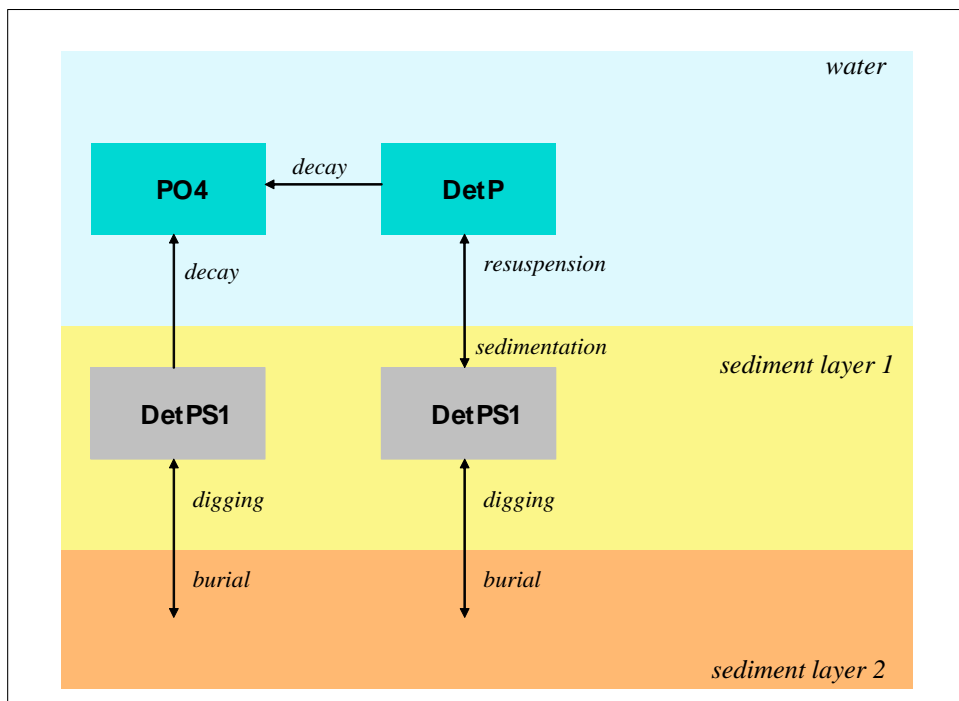 water
decay
PO4
DetP
decay
resuspension
sedimentation
sediment layer 1
DetPS1
DetPS1
digging
digging
burial
burial
sediment layer 2